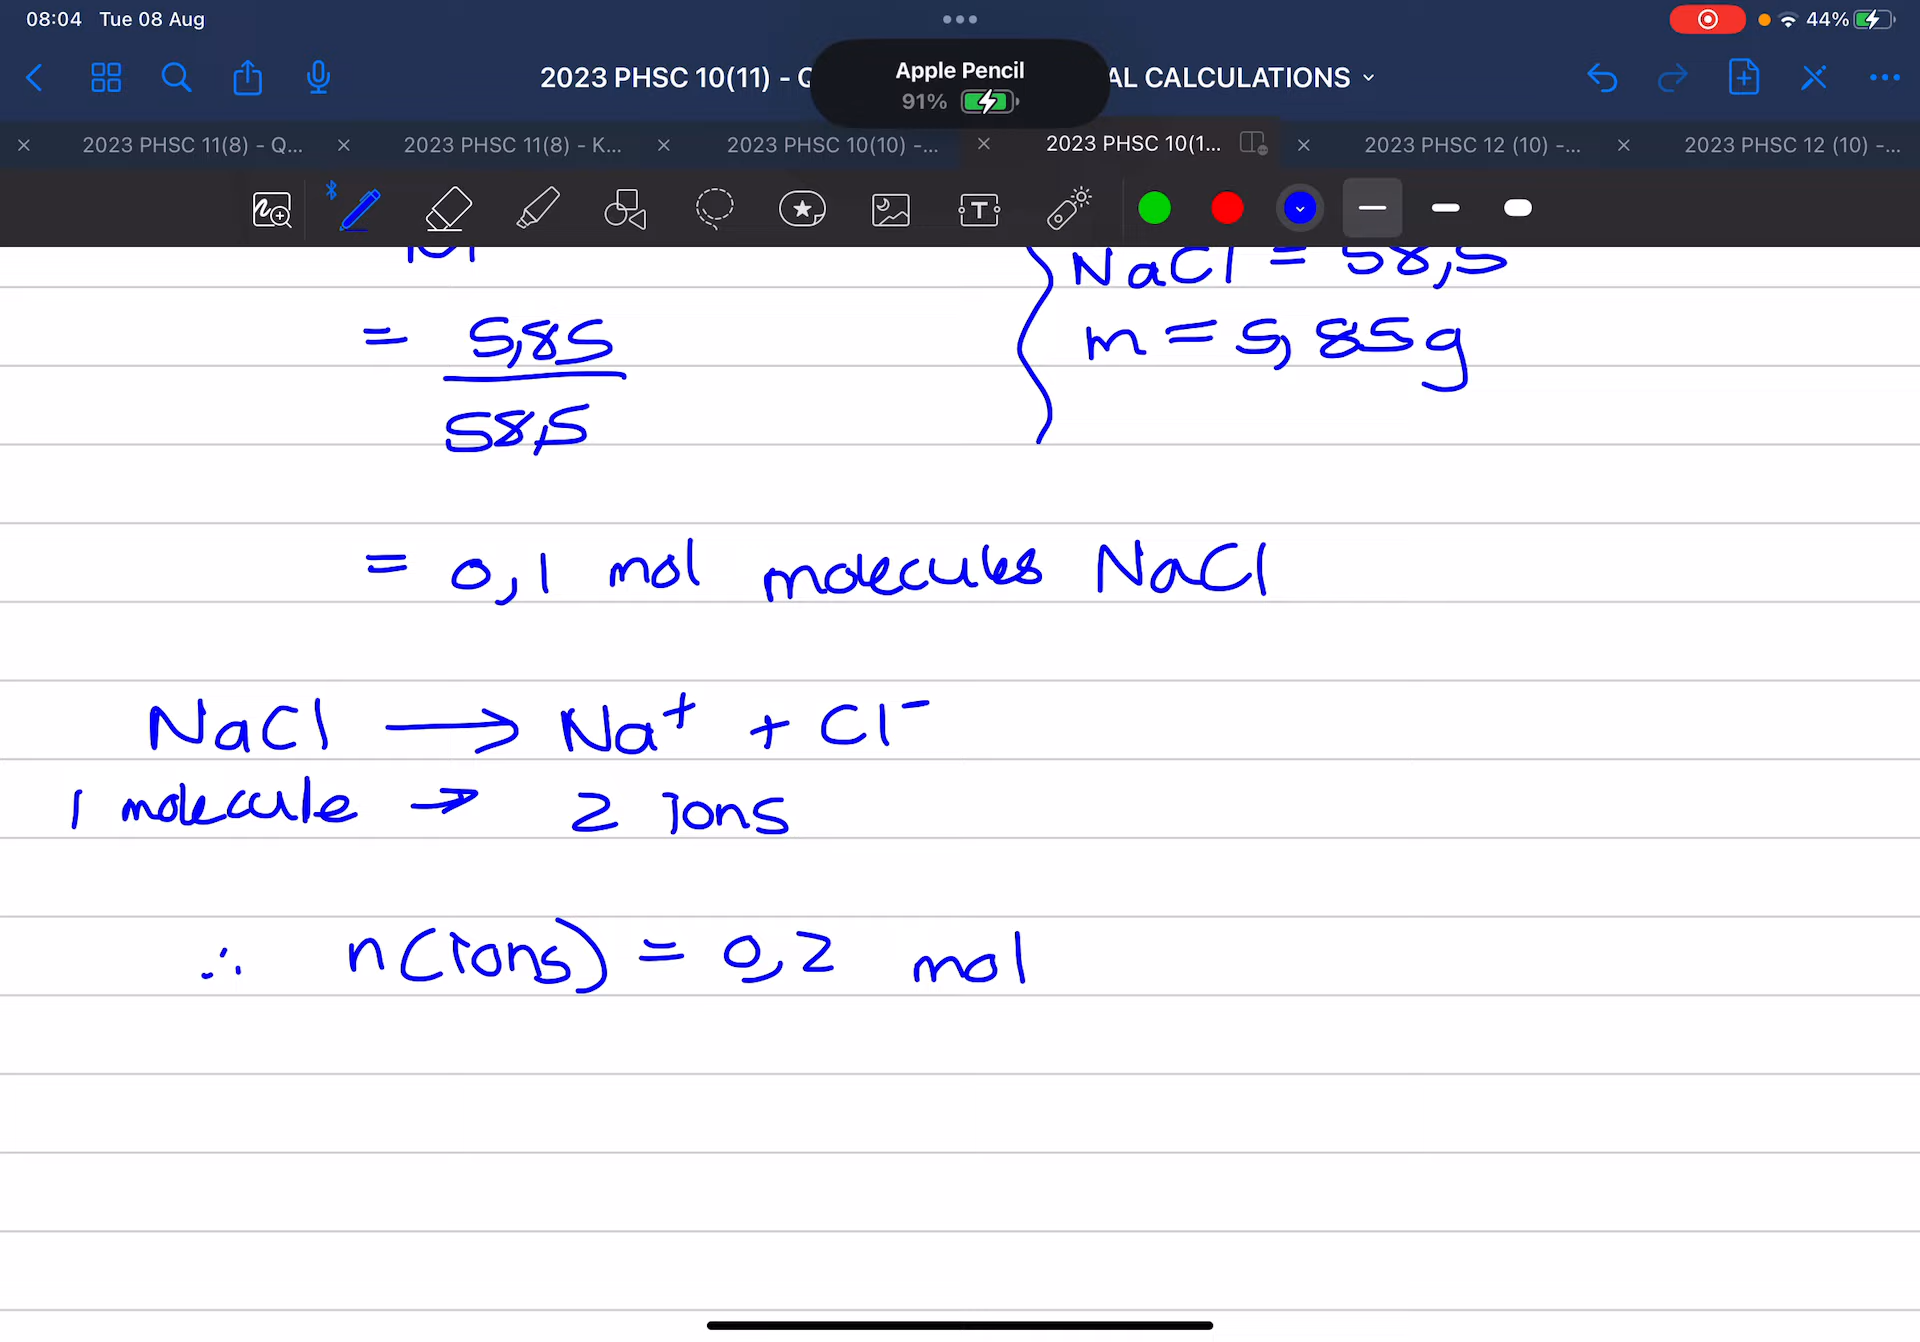 08:04 Tue 08 Aug
44%
2023 PHSC 10(11) -
Apple Pencil
91%
AL CALCULATIONS
2023 PHSC 11(8) - Q...
2023 PHSC 11(8) - K...
2023 PHSC 10(10) -...
2023 PHSC 10(1...
2023 PHSC 12 (10) -...
2023 PHSC 12 (10) -...
M
NaCl = 58,5
= 5,85
m = 5,85g
58,5
= 0,1 mol molecules NaCl
NaCl → Na⁺ + Cl⁻
1 molecule → 2 ions
∴ n(ions) = 0,2 mol